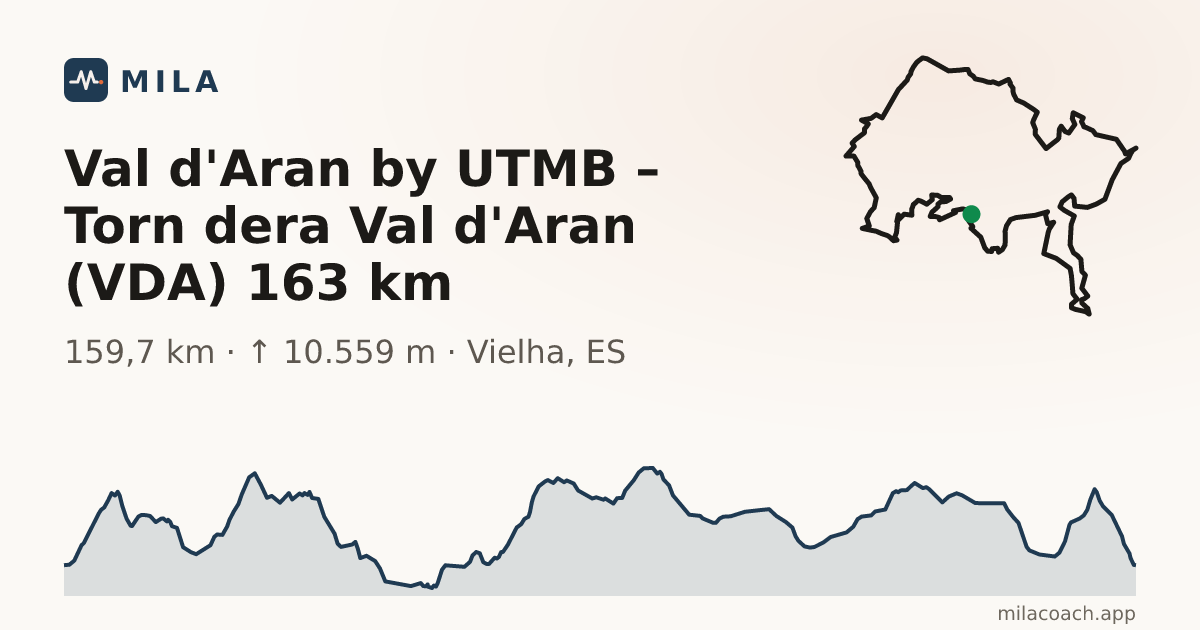 MILA
Val d'Aran by UTMB –
Torn dera Val d'Aran
(VDA) 163 km
159,7 km · ↑ 10.559 m · Vielha, ES
milacoach.app